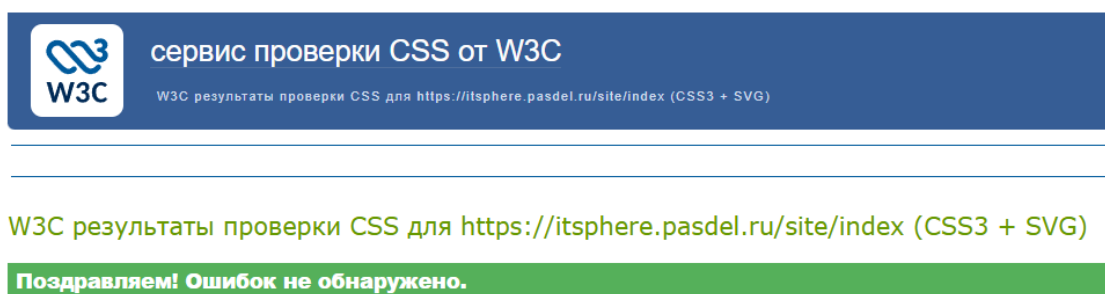 W3C
сервис проверки CSS от W3C
W3C результаты проверки CSS для https://itsphere.pasdel.ru/site/index (CSS3 + SVG)
W3C результаты проверки CSS для https://itsphere.pasdel.ru/site/index (CSS3 + SVG)
Поздравляем! Ошибок не обнаружено.